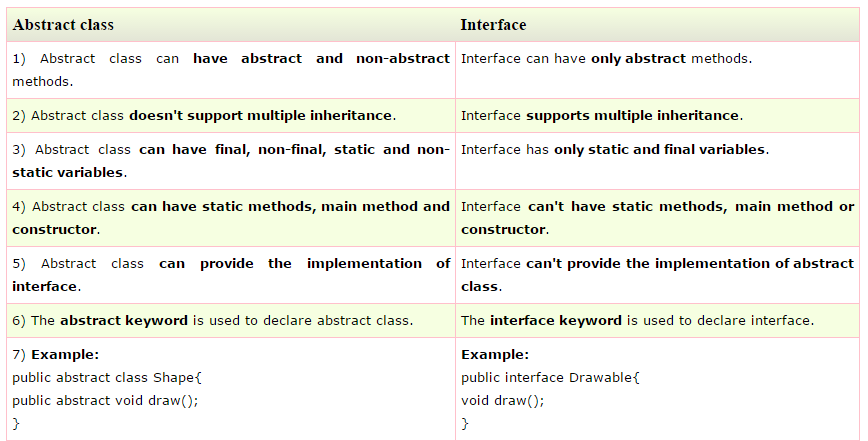 Abstract class
Interface
1) Abstract class can have abstract and non-abstract
methods.
Interface can have only abstract methods.
2) Abstract class doesn't support multiple inheritance.
Interface supports multiple inheritance.
3) Abstract class can have final, non-final, static and non-
static variables.
Interface has only static and final variables.
4) Abstract class can have static methods, main method and
constructor.
Interface can't have static methods, main method or
constructor.
5) Abstract class can provide the implementation of
interface.
Interface can't provide the implementation of abstract
class.
6) The abstract keyword is used to declare abstract class.
The interface keyword is used to declare interface.
7) Example:
public abstract class Shape{
public abstract void draw();
}
Example:
public interface Drawable{
void draw();
}